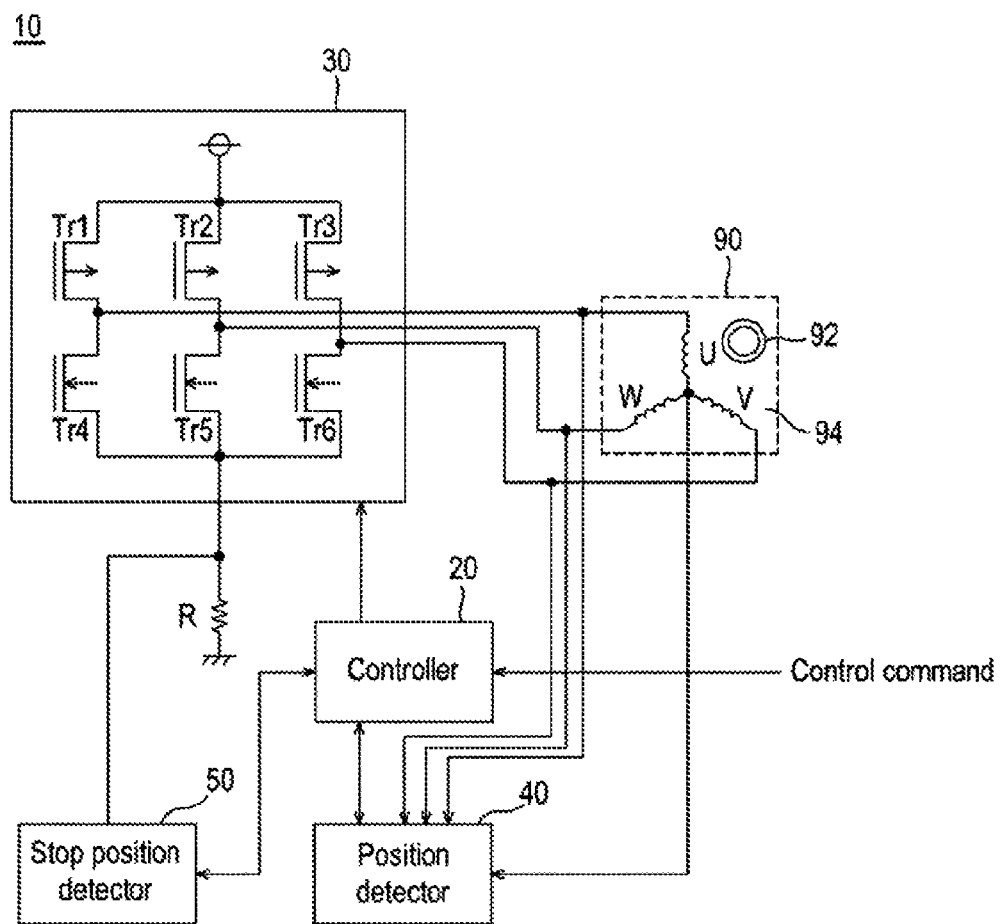 10
30
Tr1 Tr2 Tr3
90
92
U
W V
94
Tr4 Tr5 Tr6
20
R
Controller
Control command
50
40
Stop position
detector
Position
detector